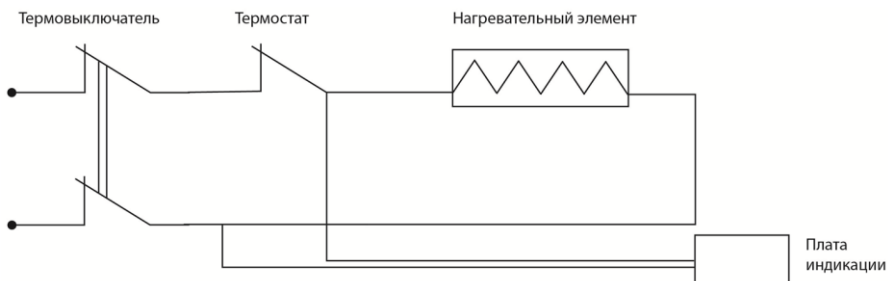 Термовыключатель
Термостат
Нагревательный элемент
Плата
индикации